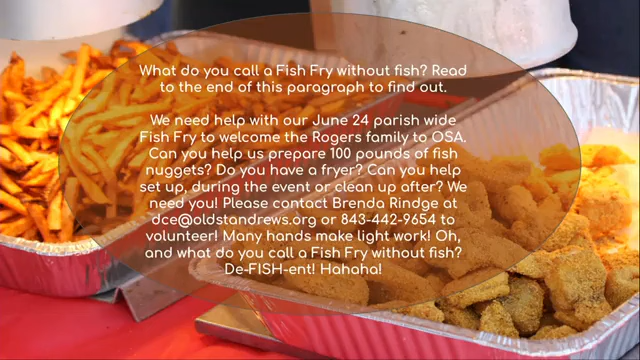 What do you call a Fish Fry without fish? Read
to the end of this paragraph to find out.
We need help with our June 24 parish wide
Fish Fry to welcome the Rogers family to OSA.
Can you help us prepare 100 pounds of fish
nuggets? Do you have a fryer? Can you help
set up, during the event or clean up after? We
need you! Please contact Brenda Rindge at
dce@oldstandrews.org or 843-442-9654 to
volunteer! Many hands make light work! Oh,
and what do you call a Fish Fry without fish?
De-FISH-ent! Hahaha!